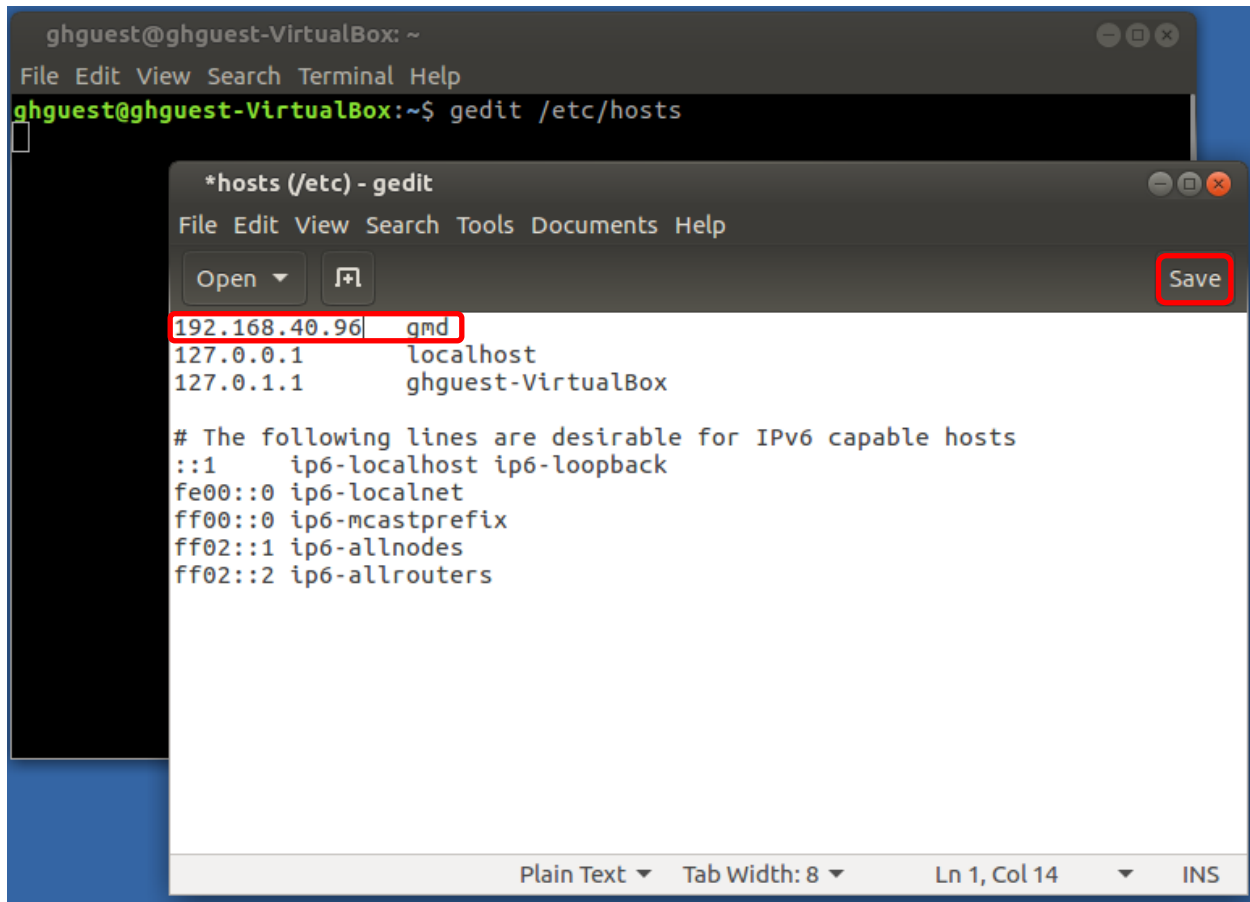 ghguest@ghguest-VirtualBox: ~
File Edit View Search Terminal Help
ghguest@ghguest-VirtualBox:~$ gedit /etc/hosts
*hosts (/etc) - gedit
File Edit View Search Tools Documents Help
Open Save
192.168.40.96 gmd
127.0.0.1 localhost
127.0.1.1 ghguest-VirtualBox
# The following lines are desirable for IPv6 capable hosts
::1 ip6-localhost ip6-loopback
fe00::0 ip6-localnet
ff00::0 ip6-mcastprefix
ff02::1 ip6-allnodes
ff02::2 ip6-allrouters
Plain Text Tab Width: 8 Ln 1, Col 14 INS